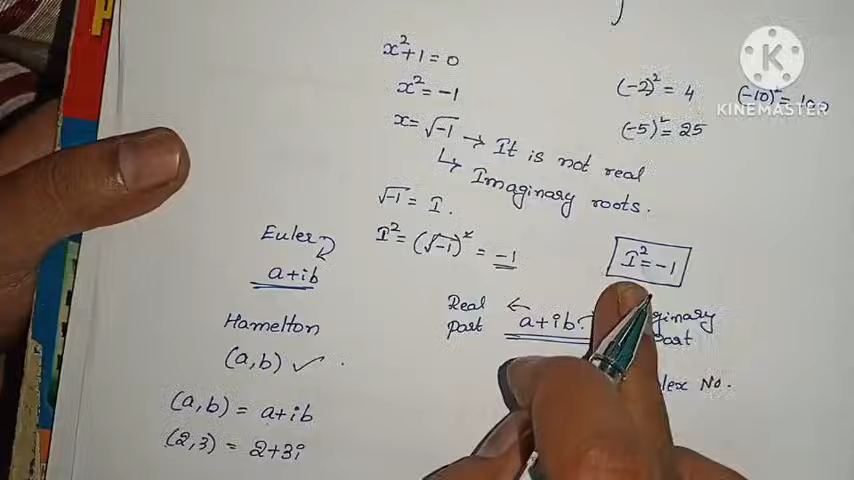 x²+1=0
x²=-1
x=√-1 → It is not real
↳ Imaginary roots.
(-2)²=4
(-10)²=100
(-5)²=25
KINEMASTER
√-1 = I.
I²=(√-1)²=-1
I²=-1
Euler
a+ib
Real part ← a+ib.
part
Hamelton
(a,b) ✓ .
No.
(a,b) = a+ib
(2,3) = 2+3i